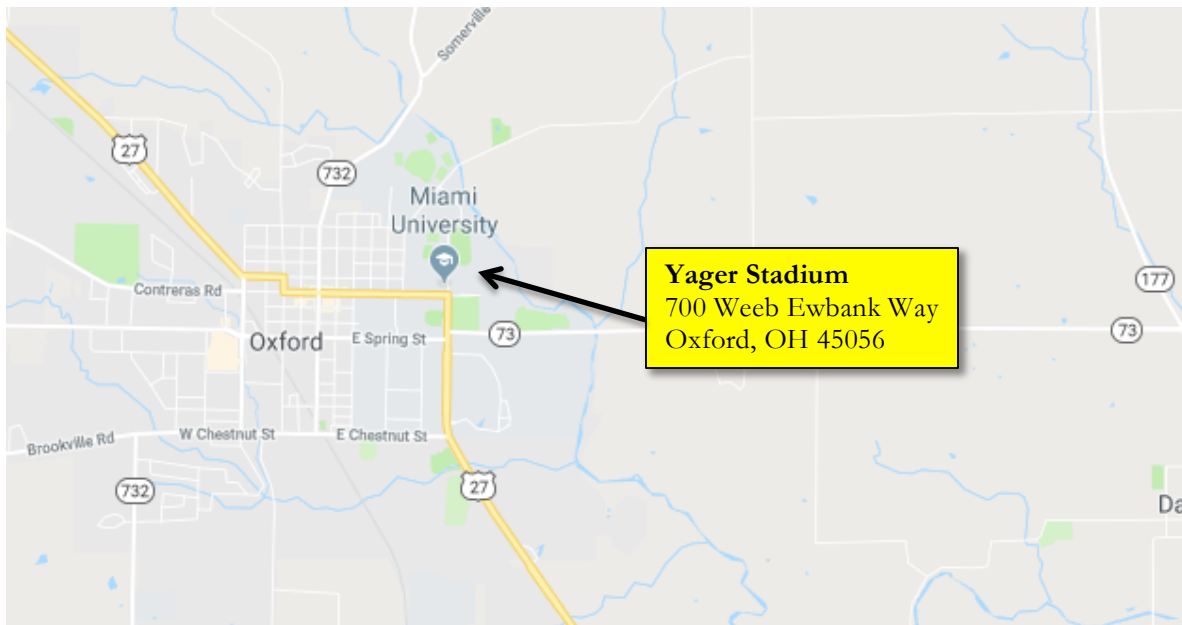 Somerville
27
732
Miami
University
Yager Stadium
700 Weeb Ewbank Way
Oxford, OH 45056
177
Contreras Rd
Oxford
E Spring St
73
73
W Chestnut St
E Chestnut St
Brookville Rd
732
27
Da